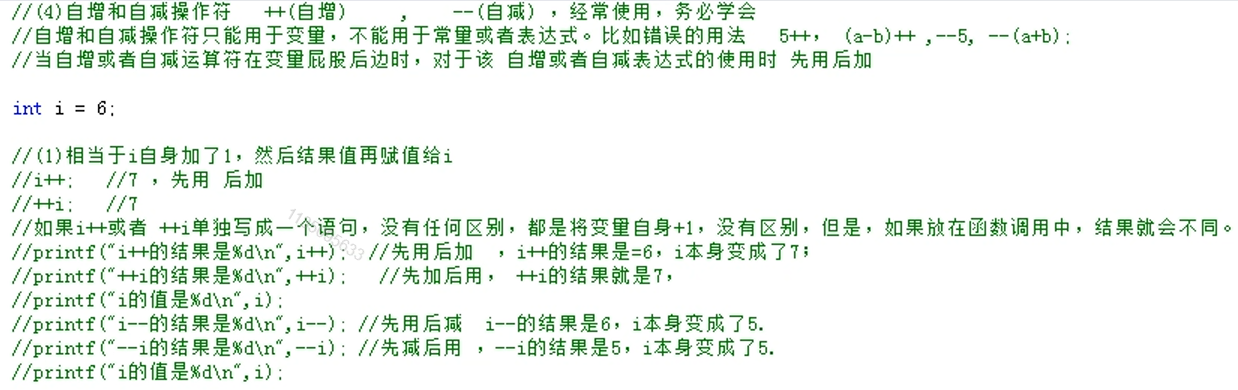 //(4)自增和自减操作符   ++(自增)    ,    --(自减) ，经常使用，务必学会
//自增和自减操作符只能用于变量，不能用于常量或者表达式。比如错误的用法   5++， (a-b)++ ,--5, --(a+b);
//当自增或者自减运算符在变量屁股后边时，对于该 自增或者自减表达式的使用时 先用后加
int i = 6;
//(1)相当于i自身加了1，然后结果值再赋值给i
//i++;   //7 ，先用 后加
//++i;   //7
//如果i++或者 ++i单独写成一个语句，没有任何区别，都是将变量自身+1，没有区别，但是，如果放在函数调用中，结果就会不同。
//printf("i++的结果是%d\n",i++);  //先用后加  ，i++的结果是=6，i本身变成了7；
//printf("++i的结果是%d\n",++i);   //先加后用， ++i的结果就是7，
//printf("i的值是%d\n",i);
//printf("i--的结果是%d\n",i--); //先用后减  i--的结果是6，i本身变成了5.
//printf("--i的结果是%d\n",--i); //先减后用 ，--i的结果是5，i本身变成了5.
//printf("i的值是%d\n",i);